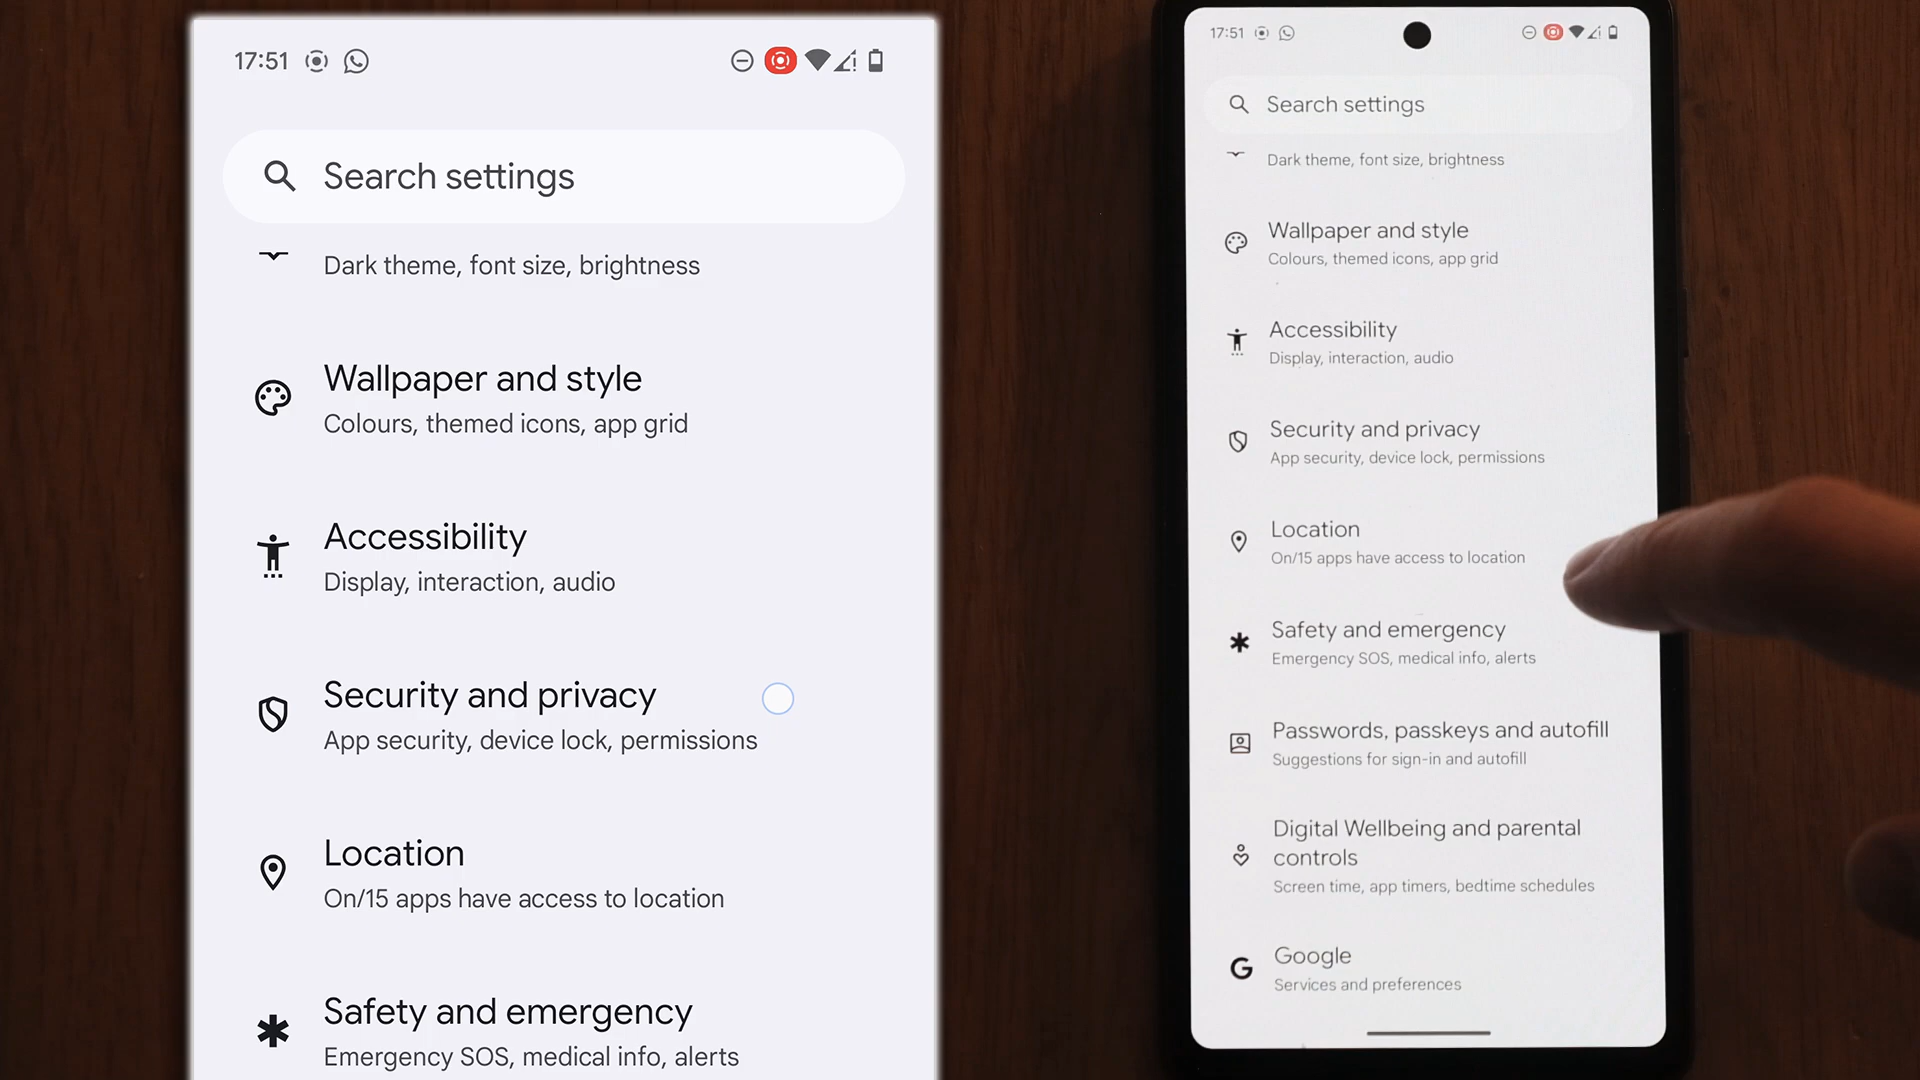 17:51
Search settings
Dark theme, font size, brightness
Wallpaper and style
Colours, themed icons, app grid
Accessibility
Display, interaction, audio
Security and privacy
App security, device lock, permissions
Location
On/15 apps have access to location
Safety and emergency
Emergency SOS, medical info, alerts
17:51
Search settings
Dark theme, font size, brightness
Wallpaper and style
Colours, themed icons, app grid
Accessibility
Display, interaction, audio
Security and privacy
App security, device lock, permissions
Location
On/15 apps have access to location
Safety and emergency
Emergency SOS, medical info, alerts
Passwords, passkeys and autofill
Suggestions for sign-in and autofill
Digital Wellbeing and parental
controls
Screen time, app timers, bedtime schedules
G
Google
Services and preferences